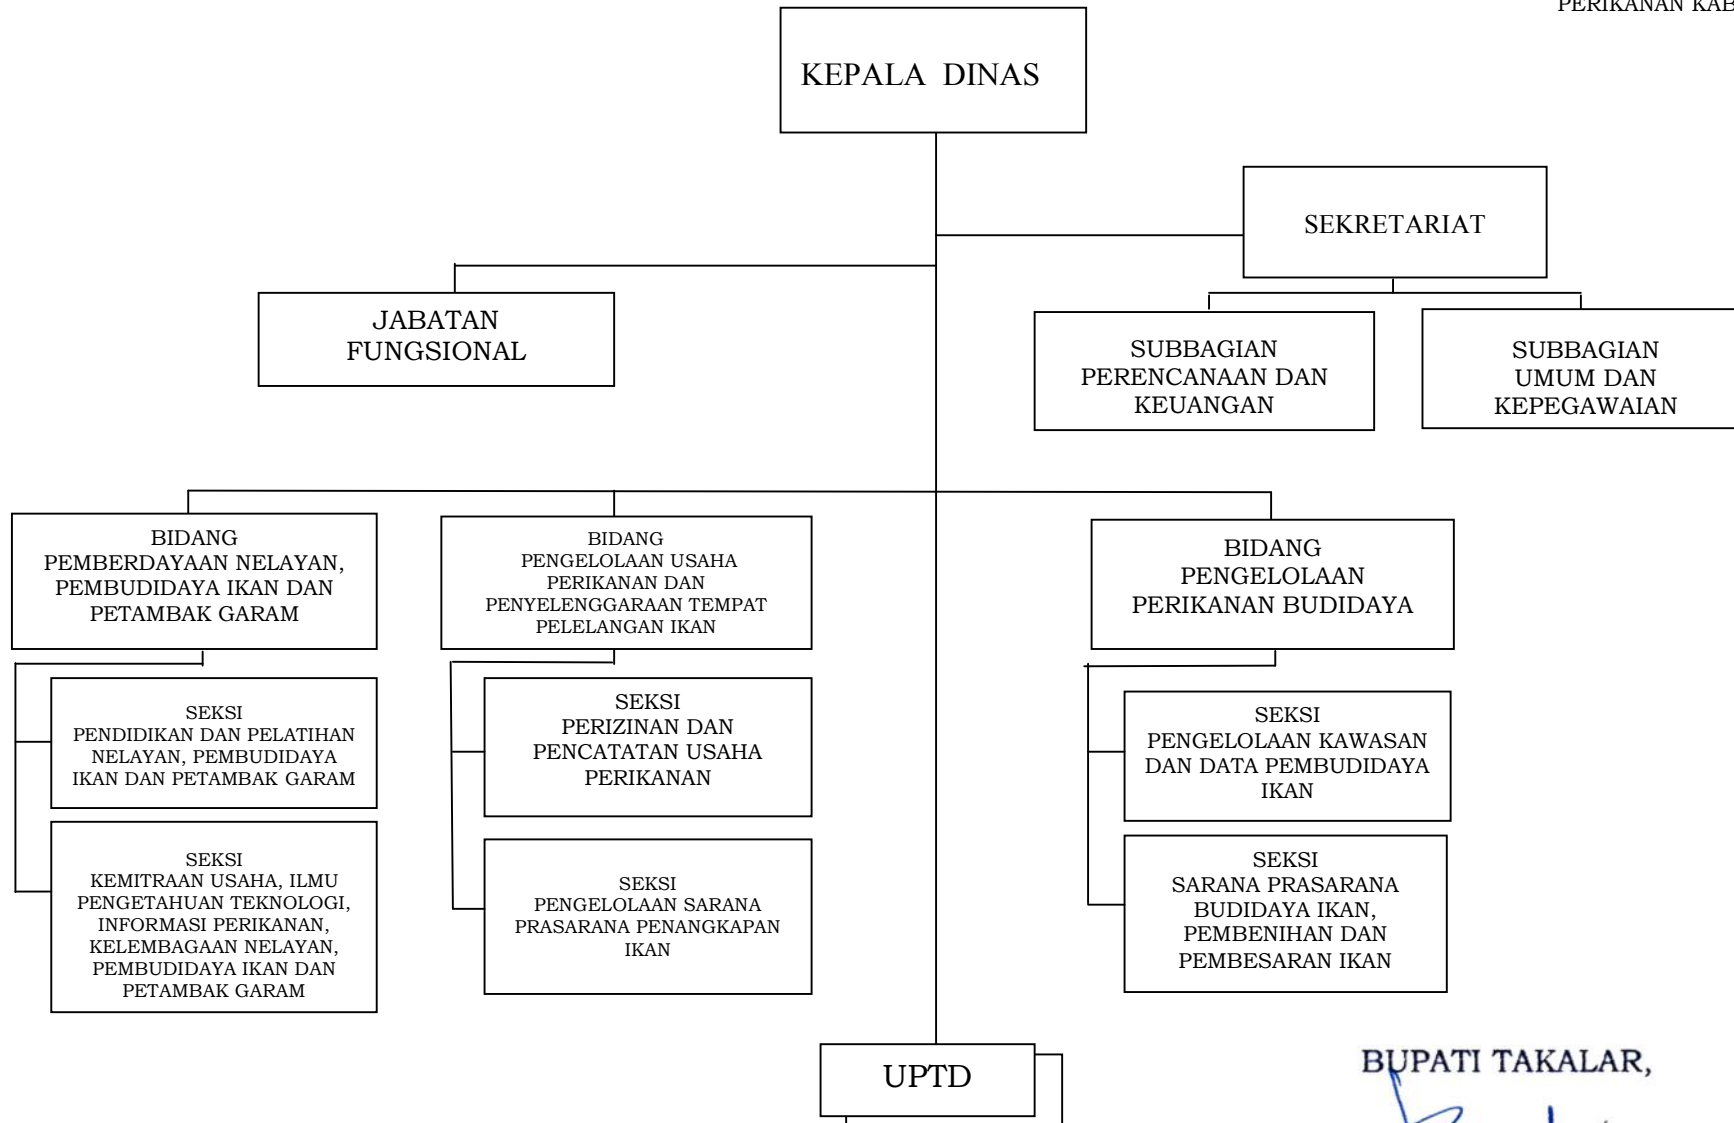 PERIKANAN KAB
KEPALA DINAS
SEKRETARIAT
JABATAN
FUNGSIONAL
SUBBAGIAN
PERENCANAAN DAN
KEUANGAN
SUBBAGIAN
UMUM DAN
KEPEGAWAIAN
BIDANG
PEMBERDAYAAN NELAYAN,
PEMBUDIDAYA IKAN DAN
PETAMBAK GARAM
BIDANG
PENGELOLAAN USAHA
PERIKANAN DAN
PENYELENGGARAAN TEMPAT
PELELANGAN IKAN
BIDANG
PENGELOLAAN
PERIKANAN BUDIDAYA
SEKSI
PENDIDIKAN DAN PELATIHAN
NELAYAN, PEMBUDIDAYA
IKAN DAN PETAMBAK GARAM
SEKSI
PERIZINAN DAN
PENCATATAN USAHA
PERIKANAN
SEKSI
PENGELOLAAN KAWASAN
DAN DATA PEMBUDIDAYA
IKAN
SEKSI
KEMITRAAN USAHA, ILMU
PENGETAHUAN TEKNOLOGI,
INFORMASI PERIKANAN,
KELEMBAGAAN NELAYAN,
PEMBUDIDAYA IKAN DAN
PETAMBAK GARAM
SEKSI
PENGELOLAAN SARANA
PRASARANA PENANGKAPAN
IKAN
SEKSI
SARANA PRASARANA
BUDIDAYA IKAN,
PEMBENIHAN DAN
PEMBESARAN IKAN
UPTD
BUPATI TAKALAR,